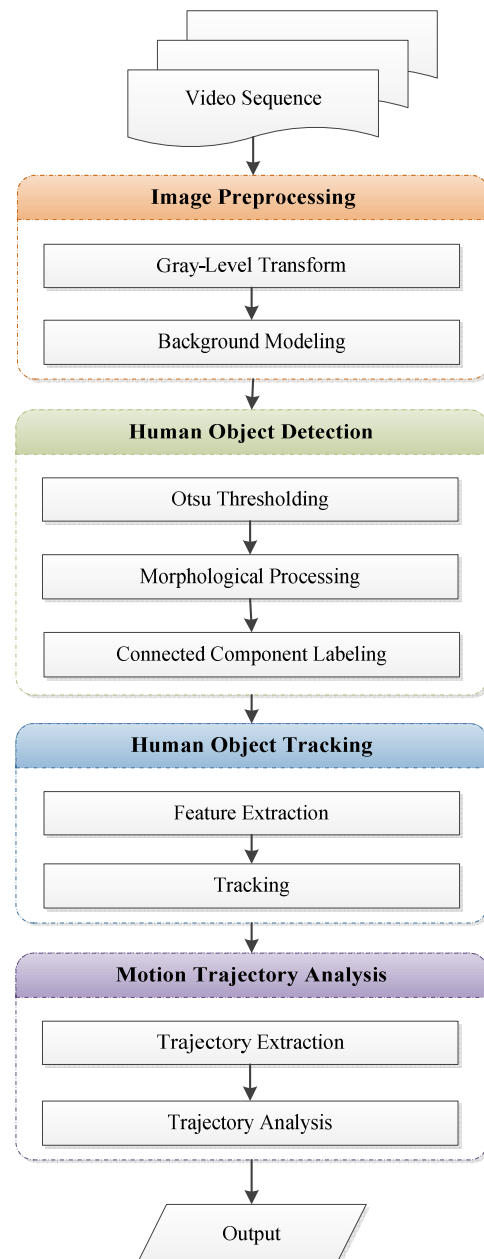 Video Sequence
Image Preprocessing
Gray-Level Transform
Background Modeling
Human Object Detection
Otsu Thresholding
Morphological Processing
Connected Component Labeling
Human Object Tracking
Feature Extraction
Tracking
Motion Trajectory Analysis
Trajectory Extraction
Trajectory Analysis
Output